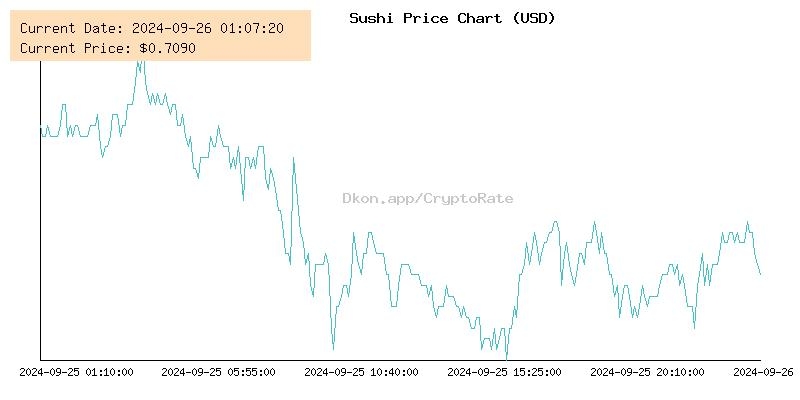 Sushi Price Chart (USD)
Current Date: 2024-09-26 01:07:20
Current Price: $0.7090
Dkon.app/CryptoRate
2024-09-25 01:10:00 2024-09-25 05:55:00 2024-09-25 10:40:00 2024-09-25 15:25:00 2024-09-25 20:10:00 2024-09-26